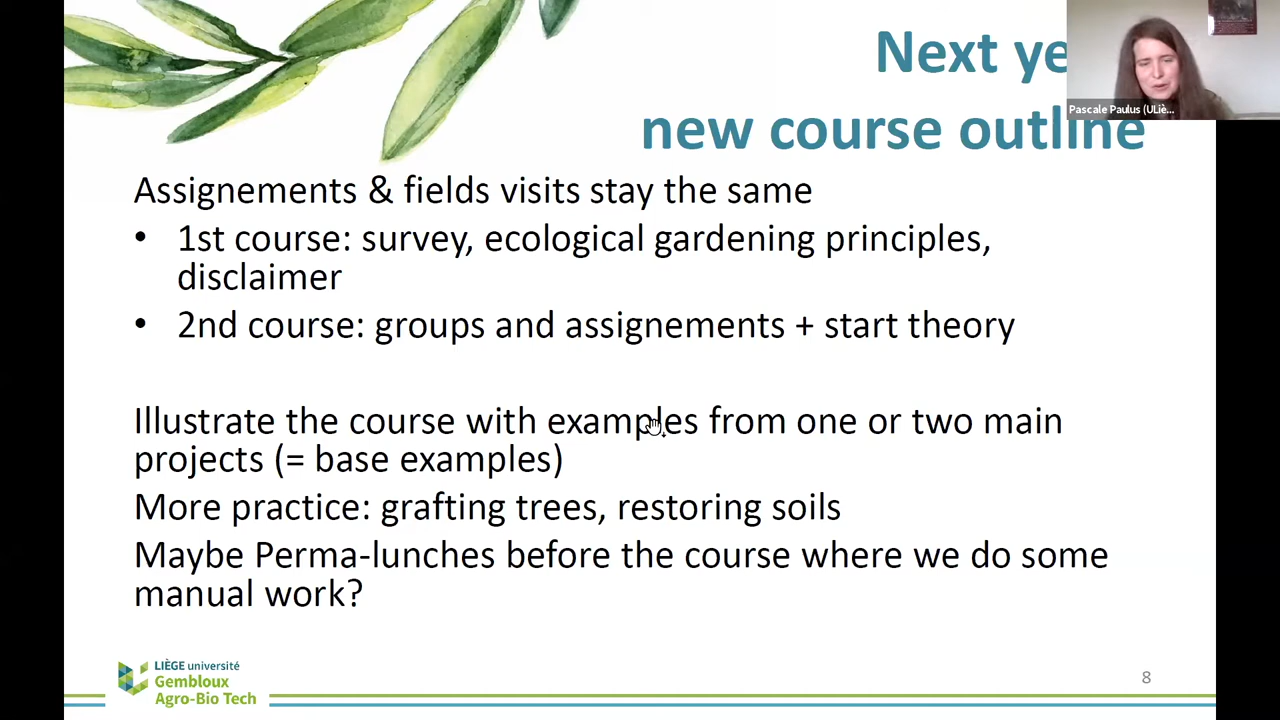 Next ye
new course outline
Pascale Paulus (ULiè...
Assignements & fields visits stay the same
• 1st course: survey, ecological gardening principles,
disclaimer
• 2nd course: groups and assignements + start theory
Illustrate the course with examples from one or two main
projects (= base examples)
More practice: grafting trees, restoring soils
Maybe Perma-lunches before the course where we do some
manual work?
LIÈGE université
Gembloux
Agro-Bio Tech
8